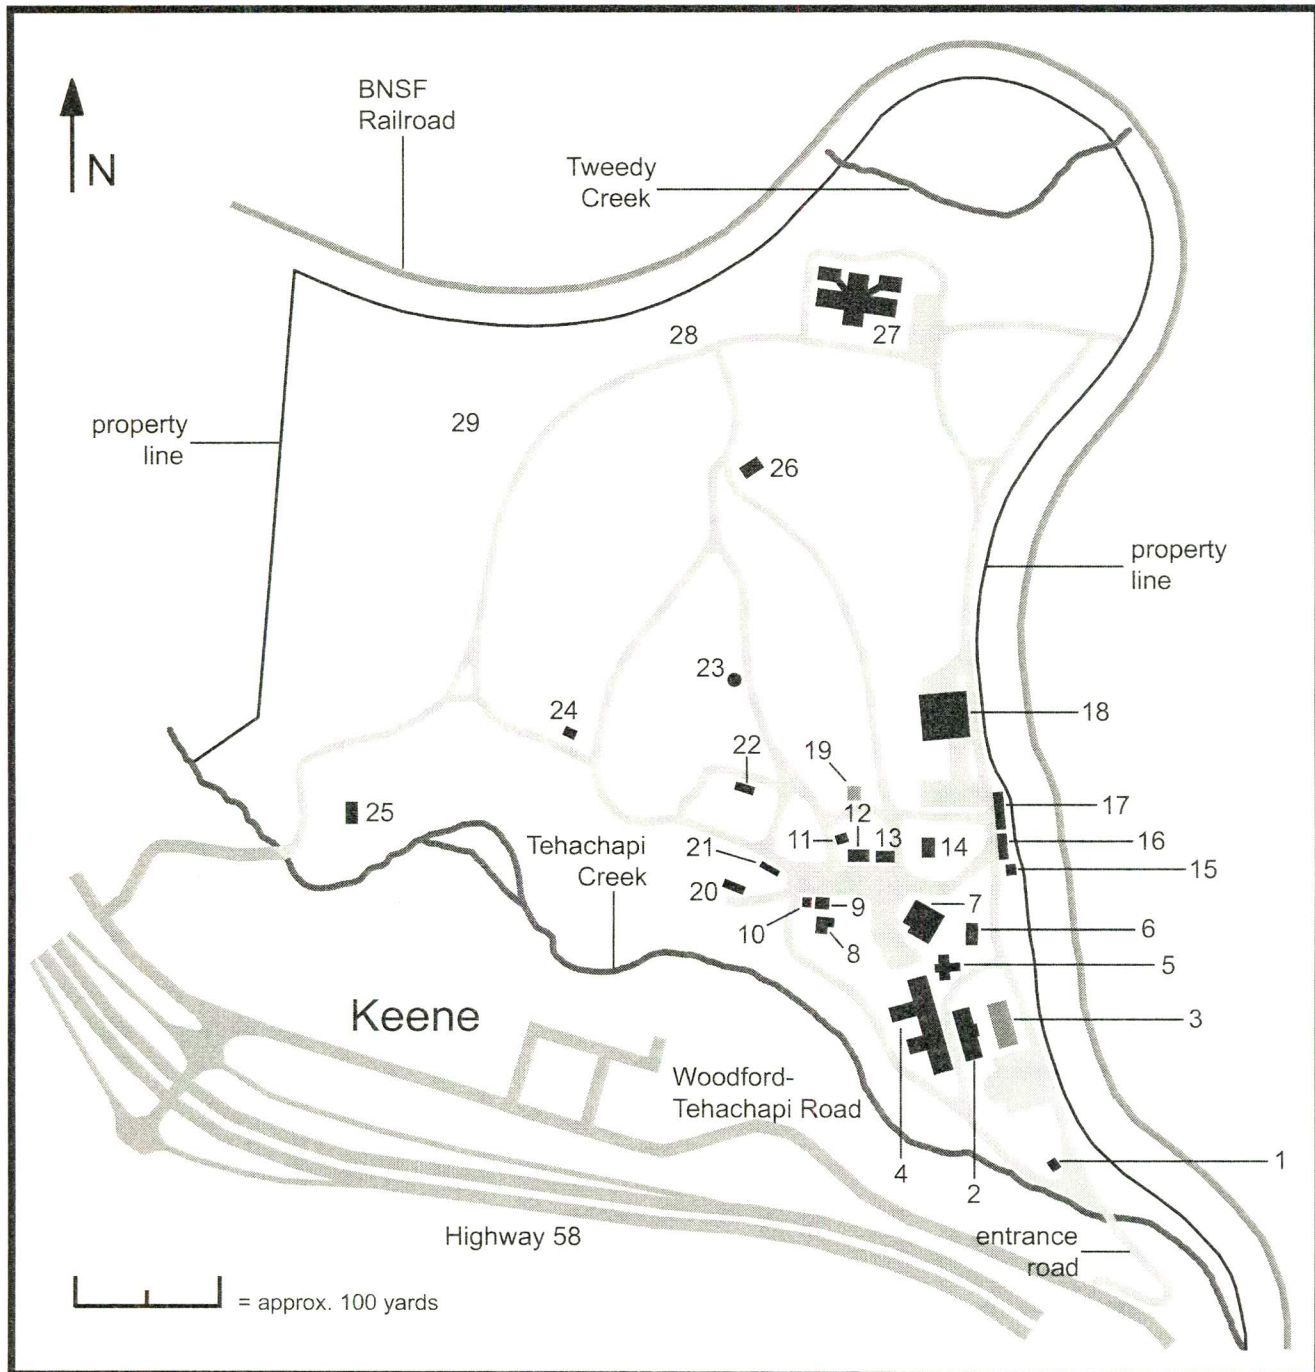 BNSF
Railroad
N
Tweedy
Creek
28
27
29
property
line
26
property
line
23
18
24
22
19
17
12
25
11
13
14
16
Tehachapi
Creek
21
15
7
20
9
6
10
8
5
Keene
3
Woodford-
Tehachapi Road
4
2
1
entrance
road
Highway 58
= approx. 100 yards